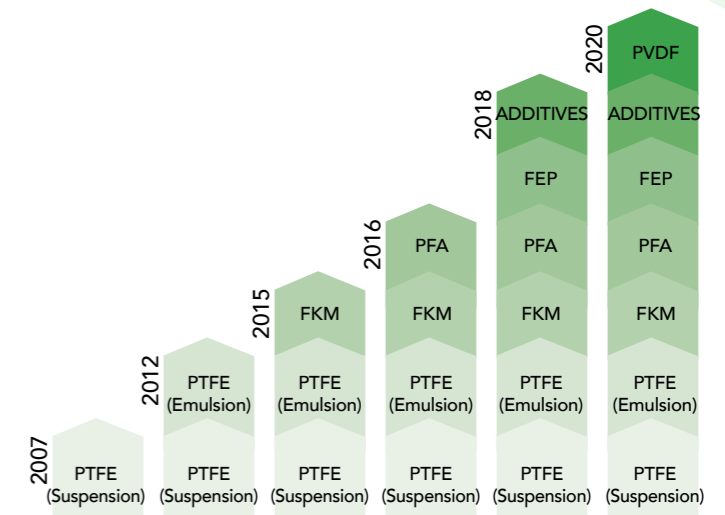 2020
PVDF
2018
ADDITIVES
ADDITIVES
FEP
FEP
2016
PFA
PFA
PFA
2015
FKM
FKM
FKM
FKM
2012
PTFE
(Emulsion)
PTFE
(Emulsion)
PTFE
(Emulsion)
PTFE
(Emulsion)
PTFE
(Emulsion)
2007
PTFE
(Suspension)
PTFE
(Suspension)
PTFE
(Suspension)
PTFE
(Suspension)
PTFE
(Suspension)
PTFE
(Suspension)